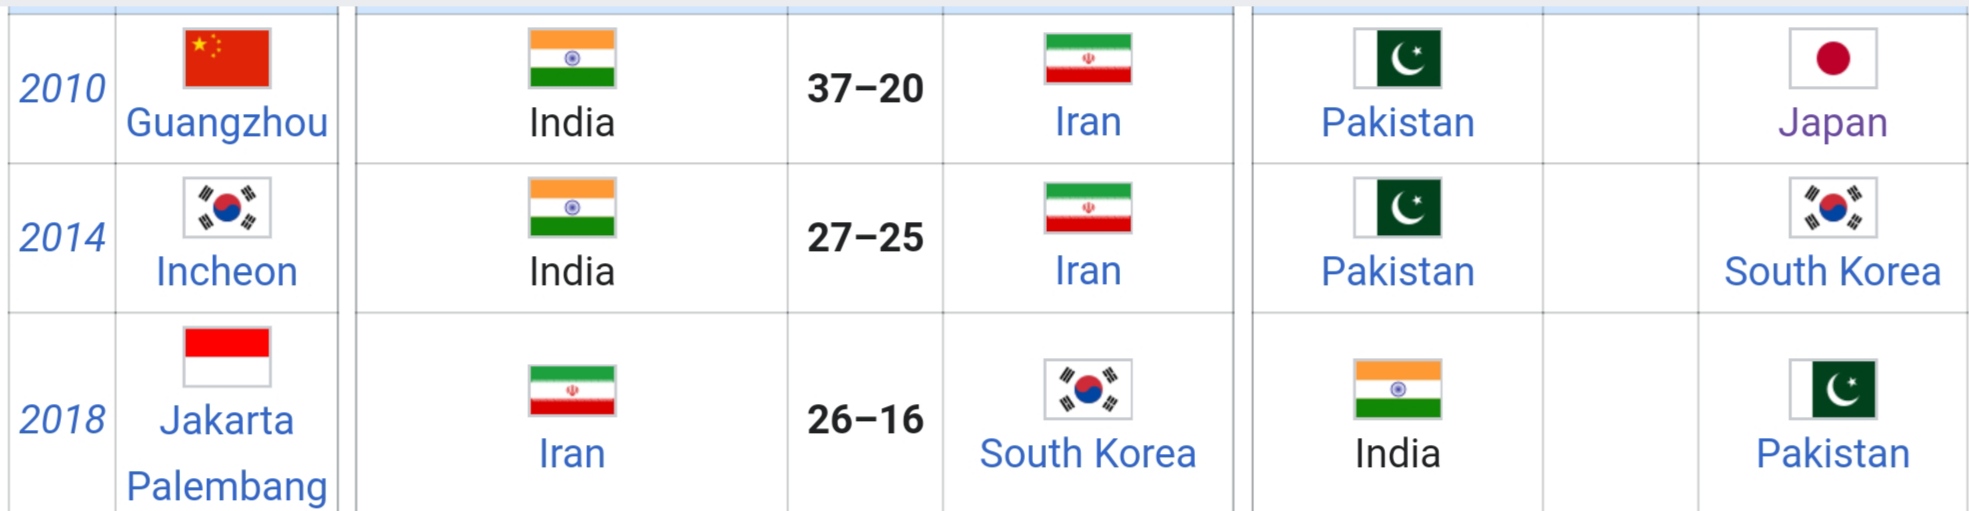 2010 Guangzhou India 37–20 Iran Pakistan Japan
2014 Incheon India 27–25 Iran Pakistan South Korea
2018 Jakarta Palembang Iran 26–16 South Korea India Pakistan